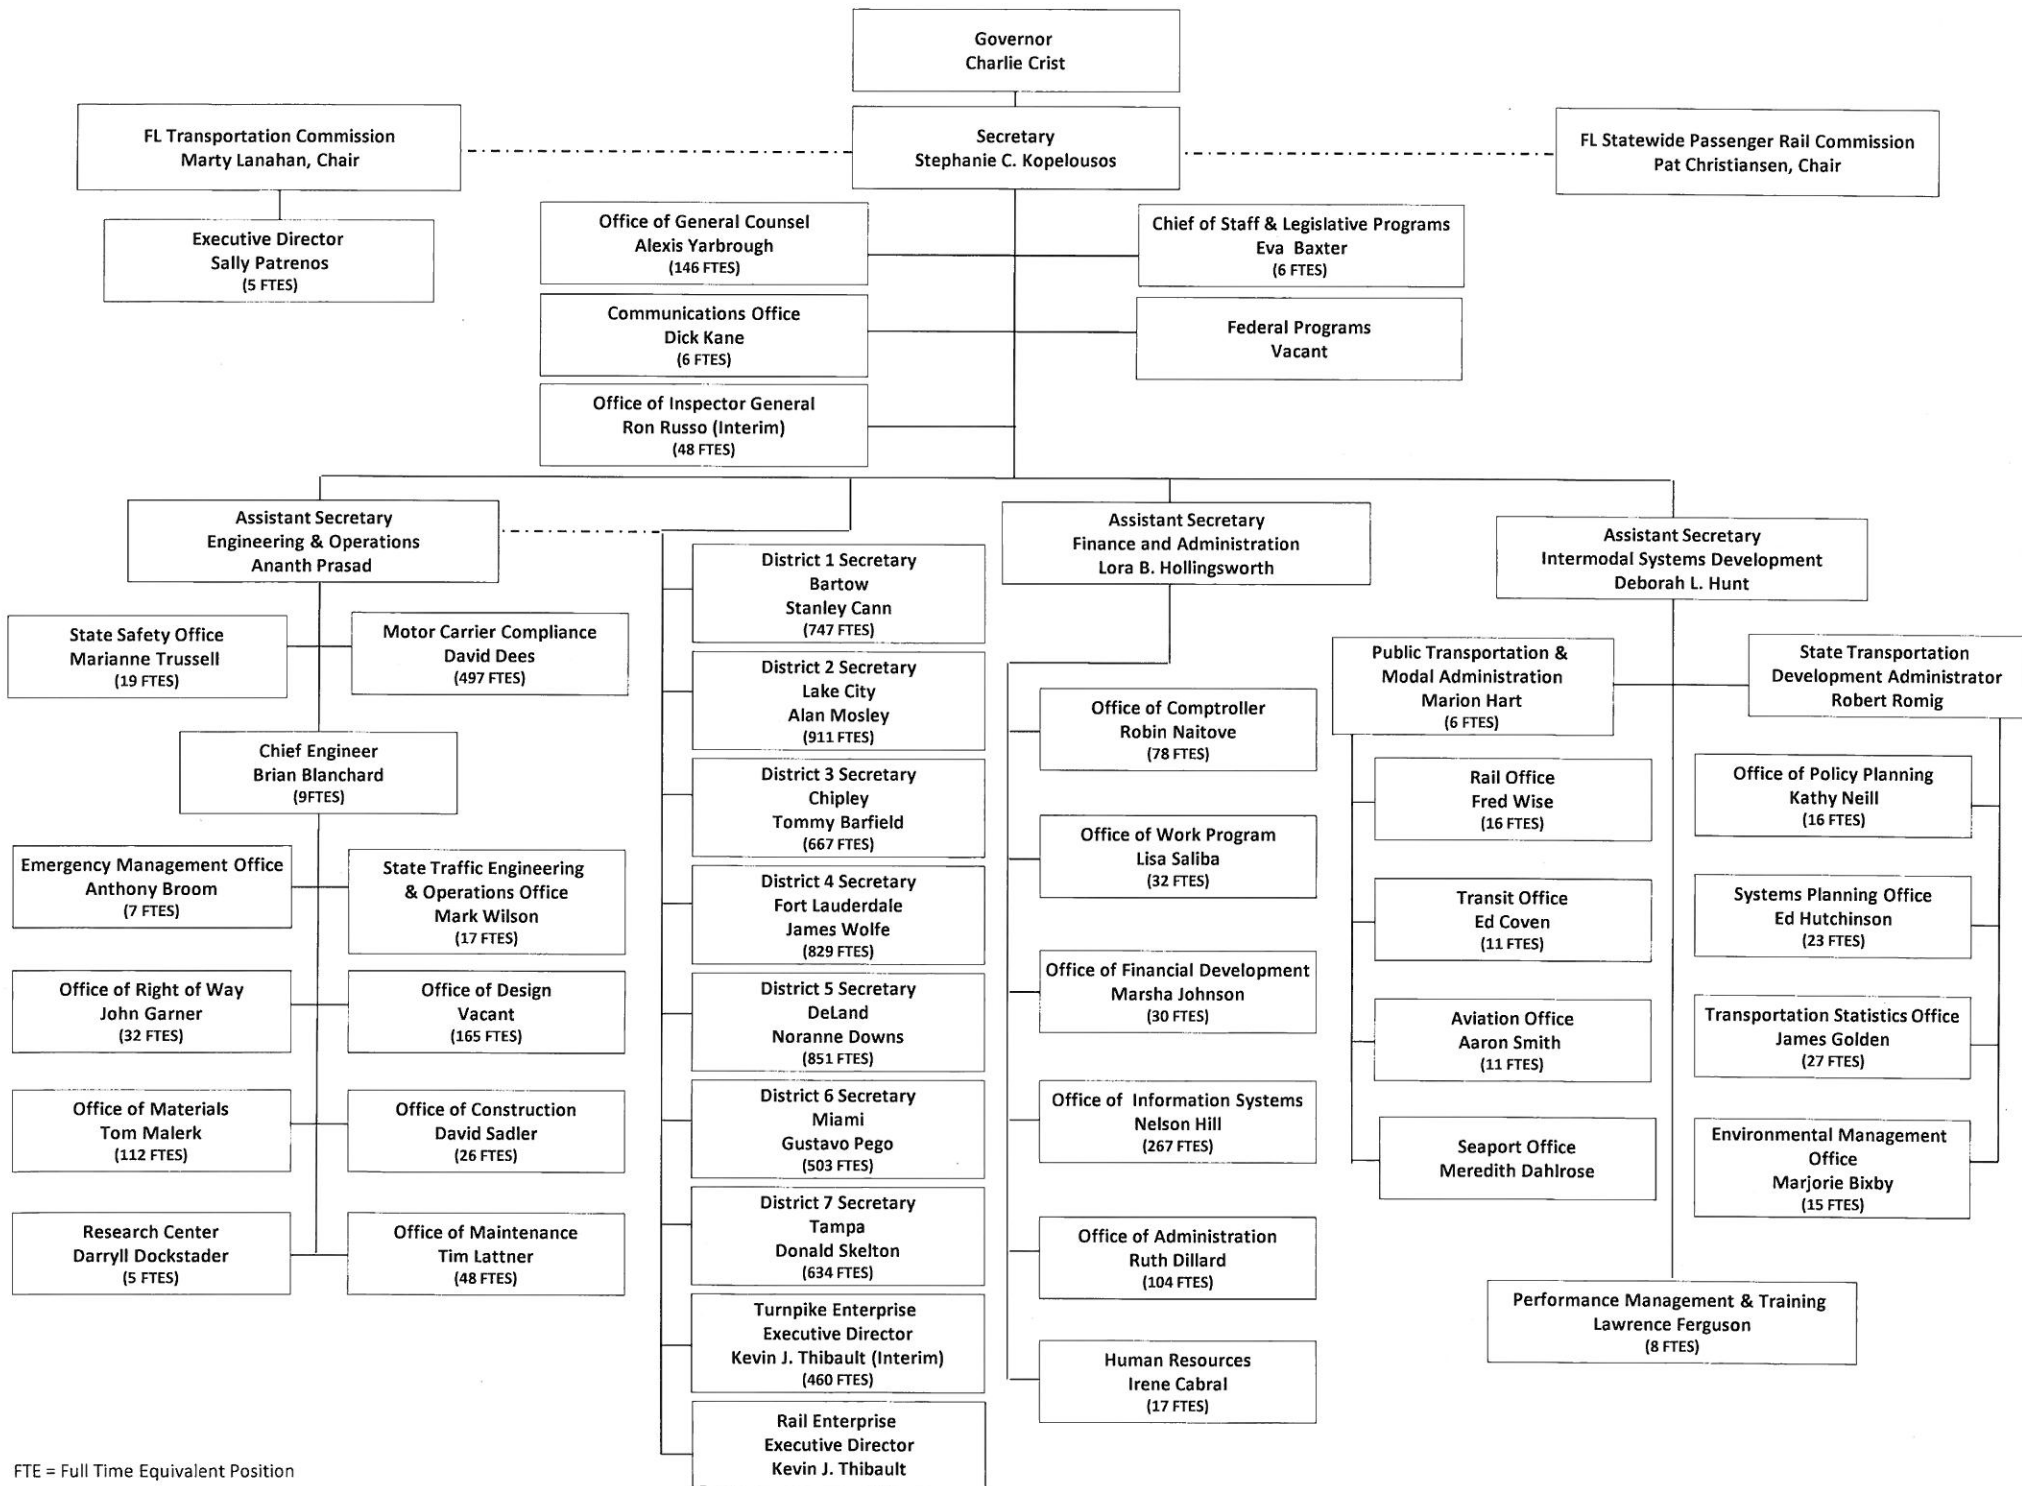 Governor
Charlie Crist
FL Transportation Commission
Marty Lanahan, Chair
Secretary
Stephanie C. Kopelousos
FL Statewide Passenger Rail Commission
Pat Christiansen, Chair
Executive Director
Sally Patrenos
(5 FTES)
Office of General Counsel
Alexis Yarbrough
(146 FTES)
Chief of Staff & Legislative Programs
Eva Baxter
(6 FTES)
Communications Office
Dick Kane
(6 FTES)
Federal Programs
Vacant
Office of Inspector General
Ron Russo (Interim)
(48 FTES)
Assistant Secretary
Engineering & Operations
Ananth Prasad
State Safety Office
Marianne Trussell
(19 FTES)
Motor Carrier Compliance
David Dees
(497 FTES)
Chief Engineer
Brian Blanchard
(9FTES)
Emergency Management Office
Anthony Broom
(7 FTES)
State Traffic Engineering
& Operations Office
Mark Wilson
(17 FTES)
Office of Right of Way
John Garner
(32 FTES)
Office of Design
Vacant
(165 FTES)
Office of Materials
Tom Malerk
(112 FTES)
Office of Construction
David Sadler
(26 FTES)
Research Center
Darryll Dockstader
(5 FTES)
Office of Maintenance
Tim Lattner
(48 FTES)
District 1 Secretary
Bartow
Stanley Cann
(747 FTES)
District 2 Secretary
Lake City
Alan Mosley
(911 FTES)
District 3 Secretary
Chipley
Tommy Barfield
(667 FTES)
District 4 Secretary
Fort Lauderdale
James Wolfe
(829 FTES)
District 5 Secretary
DeLand
Noranne Downs
(851 FTES)
District 6 Secretary
Miami
Gustavo Pego
(503 FTES)
District 7 Secretary
Tampa
Donald Skelton
(634 FTES)
Turnpike Enterprise
Executive Director
Kevin J. Thibault (Interim)
(460 FTES)
Rail Enterprise
Executive Director
Kevin J. Thibault
Assistant Secretary
Finance and Administration
Lora B. Hollingsworth
Office of Comptroller
Robin Naitove
(78 FTES)
Office of Work Program
Lisa Saliba
(32 FTES)
Office of Financial Development
Marsha Johnson
(30 FTES)
Office of Information Systems
Nelson Hill
(267 FTES)
Office of Administration
Ruth Dillard
(104 FTES)
Human Resources
Irene Cabral
(17 FTES)
Assistant Secretary
Intermodal Systems Development
Deborah L. Hunt
Public Transportation &
Modal Administration
Marion Hart
(6 FTES)
State Transportation
Development Administrator
Robert Romig
Rail Office
Fred Wise
(16 FTES)
Transit Office
Ed Coven
(11 FTES)
Aviation Office
Aaron Smith
(11 FTES)
Seaport Office
Meredith Dahlrose
Office of Policy Planning
Kathy Neill
(16 FTES)
Systems Planning Office
Ed Hutchinson
(23 FTES)
Transportation Statistics Office
James Golden
(27 FTES)
Environmental Management
Office
Marjorie Bixby
(15 FTES)
Performance Management & Training
Lawrence Ferguson
(8 FTES)
FTE = Full Time Equivalent Position